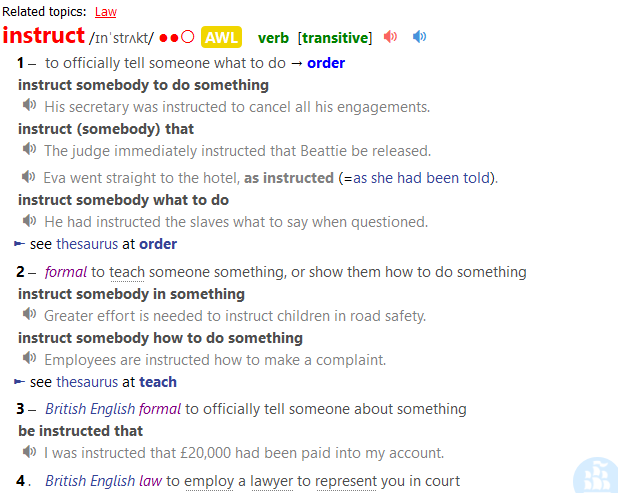 Related topics: Law
instruct /ɪnˈstrʌkt/ ●●○ AWL verb [transitive]
1 – to officially tell someone what to do → order
instruct somebody to do something
His secretary was instructed to cancel all his engagements.
instruct (somebody) that
The judge immediately instructed that Beattie be released.
Eva went straight to the hotel, as instructed (=as she had been told).
instruct somebody what to do
He had instructed the slaves what to say when questioned.
► see thesaurus at order
2 – formal to teach someone something, or show them how to do something
instruct somebody in something
Greater effort is needed to instruct children in road safety.
instruct somebody how to do something
Employees are instructed how to make a complaint.
► see thesaurus at teach
3 – British English formal to officially tell someone about something
be instructed that
I was instructed that £20,000 had been paid into my account.
4 . British English law to employ a lawyer to represent you in court